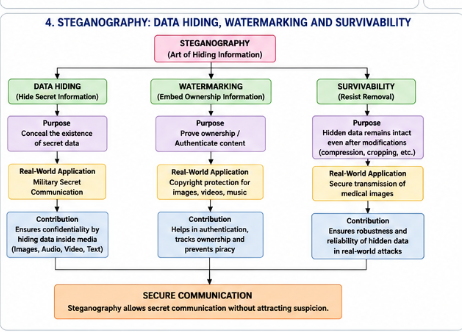 4. STEGANOGRAPHY: DATA HIDING, WATERMARKING AND SURVIVABILITY
STEGANOGRAPHY
(Art of Hiding Information)
DATA HIDING
(Hide Secret Information)
WATERMARKING
(Embed Ownership Information)
SURVIVABILITY
(Resist Removal)
Purpose
Conceal the existence
of secret data
Purpose
Prove ownership /
Authenticate content
Purpose
Hidden data remains intact
even after modifications
(compression, cropping, etc.)
Real-World Application
Military Secret
Communication
Real-World Application
Copyright protection for
images, videos, music
Real-World Application
Secure transmission of
medical images
Contribution
Ensures confidentiality by
hiding data inside media
(Images, Audio, Video, Text)
Contribution
Helps in authentication,
tracks ownership and
prevents piracy
Contribution
Ensures robustness and
reliability of hidden data
in real-world attacks
SECURE COMMUNICATION
Steganography allows secret communication without attracting suspicion.